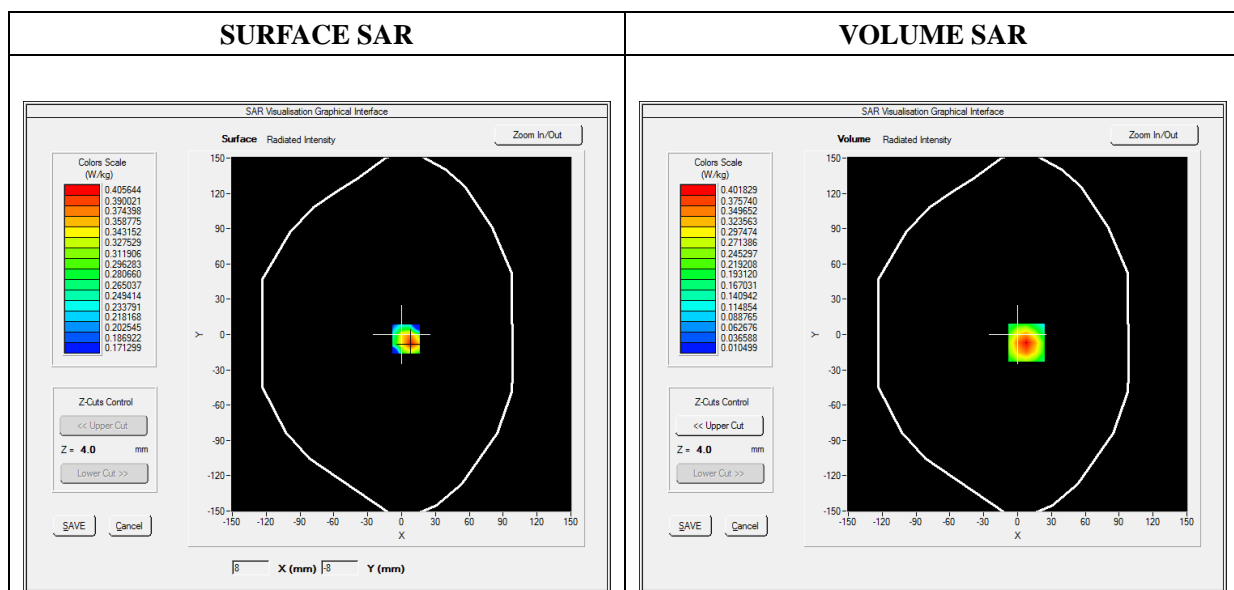 SURFACE SAR
VOLUME SAR
SAR Visualisation Graphical Interface
Surface Radiated Intensity
Zoom In/Out
Colors Scale
(W/kg)
0.405644
0.390021
0.374398
0.358775
0.343152
0.327529
0.311906
0.296283
0.280660
0.265037
0.249414
0.233791
0.218168
0.202545
0.186922
0.171299
Z-Cuts Control
<< Upper Cut
Z = 4.0 mm
Lower Cut >>
SAVE Cancel
150
120
90
60
30
0
-30
-60
-90
-120
-150
Y
-150 -120 -90 -60 -30 0 30 60 90 120 150
X
8 X (mm) -8 Y (mm)
SAR Visualisation Graphical Interface
Volume Radiated Intensity
Zoom In/Out
Colors Scale
(W/kg)
0.401829
0.375740
0.349652
0.323563
0.297474
0.271386
0.245297
0.219208
0.193120
0.167031
0.140942
0.114854
0.088765
0.062676
0.036588
0.010499
Z-Cuts Control
<< Upper Cut
Z = 4.0 mm
Lower Cut >>
SAVE Cancel
150
120
90
60
30
0
-30
-60
-90
-120
-150
Y
-150 -120 -90 -60 -30 0 30 60 90 120 150
X